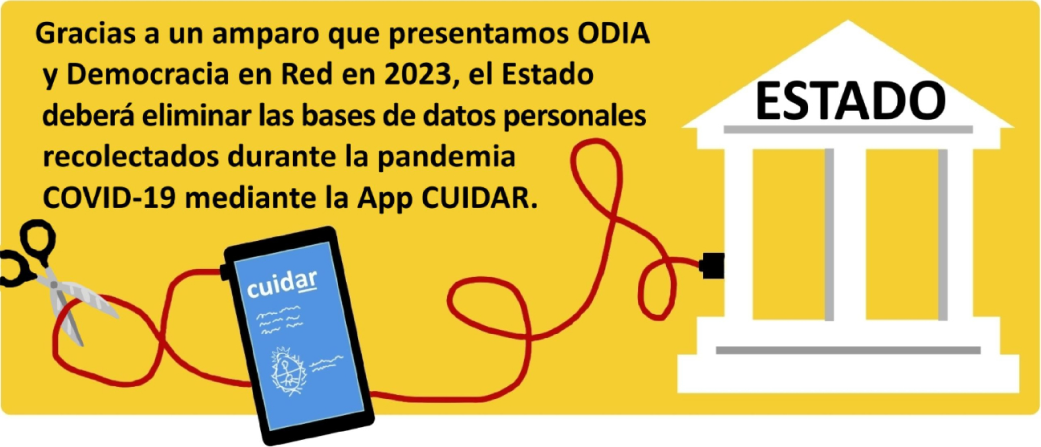 Gracias a un amparo que presentamos ODIA
y Democracia en Red en 2023, el Estado
deberá eliminar las bases de datos personales
recolectados durante la pandemia
COVID-19 mediante la App CUIDAR.
ESTADO
cuidar